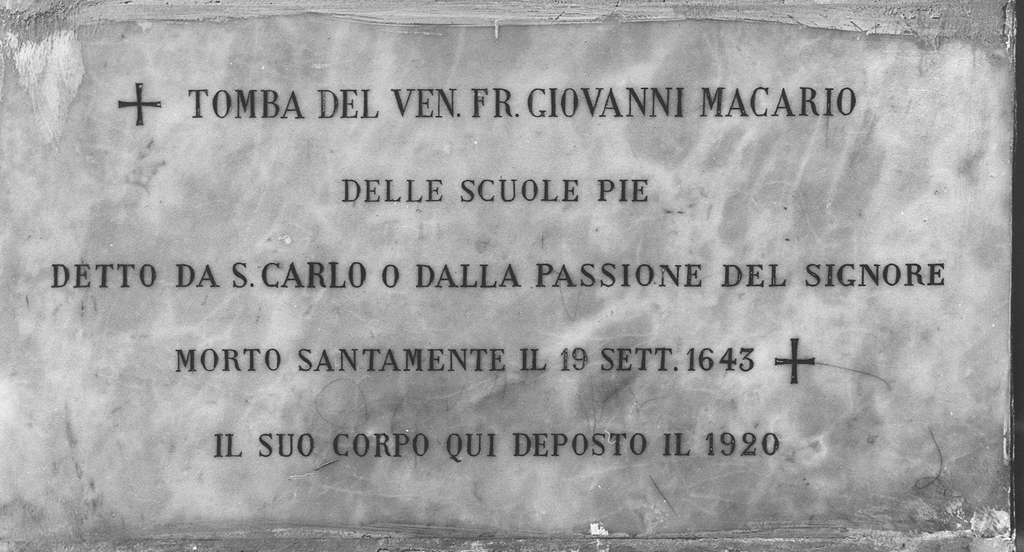 ✠ TOMBA DEL VEN. FR. GIOVANNI MACARIO
DELLE SCUOLE PIE
DETTO DA S. CARLO O DALLA PASSIONE DEL SIGNORE
MORTO SANTAMENTE IL 19 SETT. 1643 ✠
IL SUO CORPO QUI DEPOSTO IL 1920